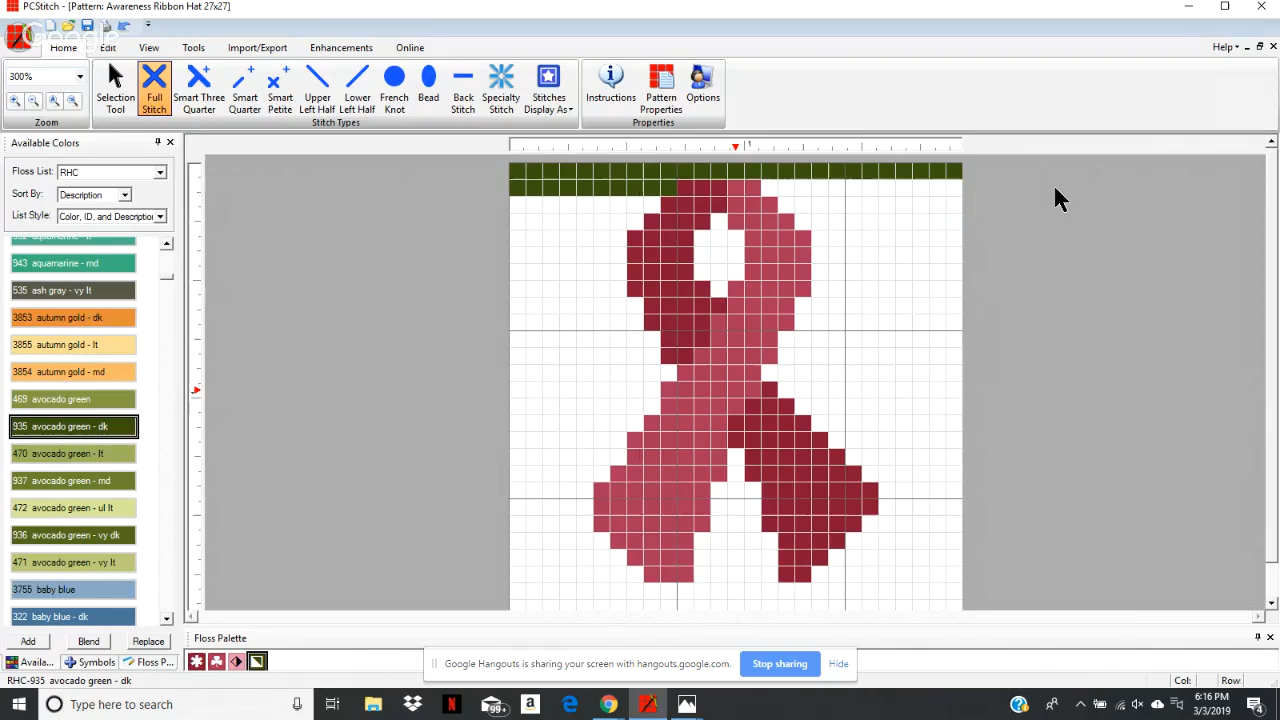 PCStitch - [Pattern: Awareness Ribbon Hat 27x27]
Google
Home Edit View Tools Import/Export Enhancements Online
Help
300%
Selection Tool
Full Stitch
Smart Three Quarter
Smart Quarter
Smart Petite
Upper Left Half
Lower Left Half
French Knot
Bead
Back Stitch
Specialty Stitch
Stitches Display As
Instructions
Pattern Properties
Options
Zoom
Stitch Types
Properties
Available Colors
Floss List: RHC
Sort By: Description
List Style: Color, ID, and Description
1
943 aquamarine - md
535 ash gray - vy lt
3853 autumn gold - dk
3855 autumn gold - lt
3854 autumn gold - md
469 avocado green
935 avocado green - dk
470 avocado green - lt
937 avocado green - md
472 avocado green - ul lt
936 avocado green - vy dk
471 avocado green - vy lt
3755 baby blue
322 baby blue - dk
Add Blend Replace
Floss Palette
Availa... Symbols Floss P...
Google Hangouts is sharing your screen with hangouts.google.com. Stop sharing Hide
RHC-935 avocado green - dk
Col: Row
Type here to search
99+
6:16 PM
3/3/2019
4